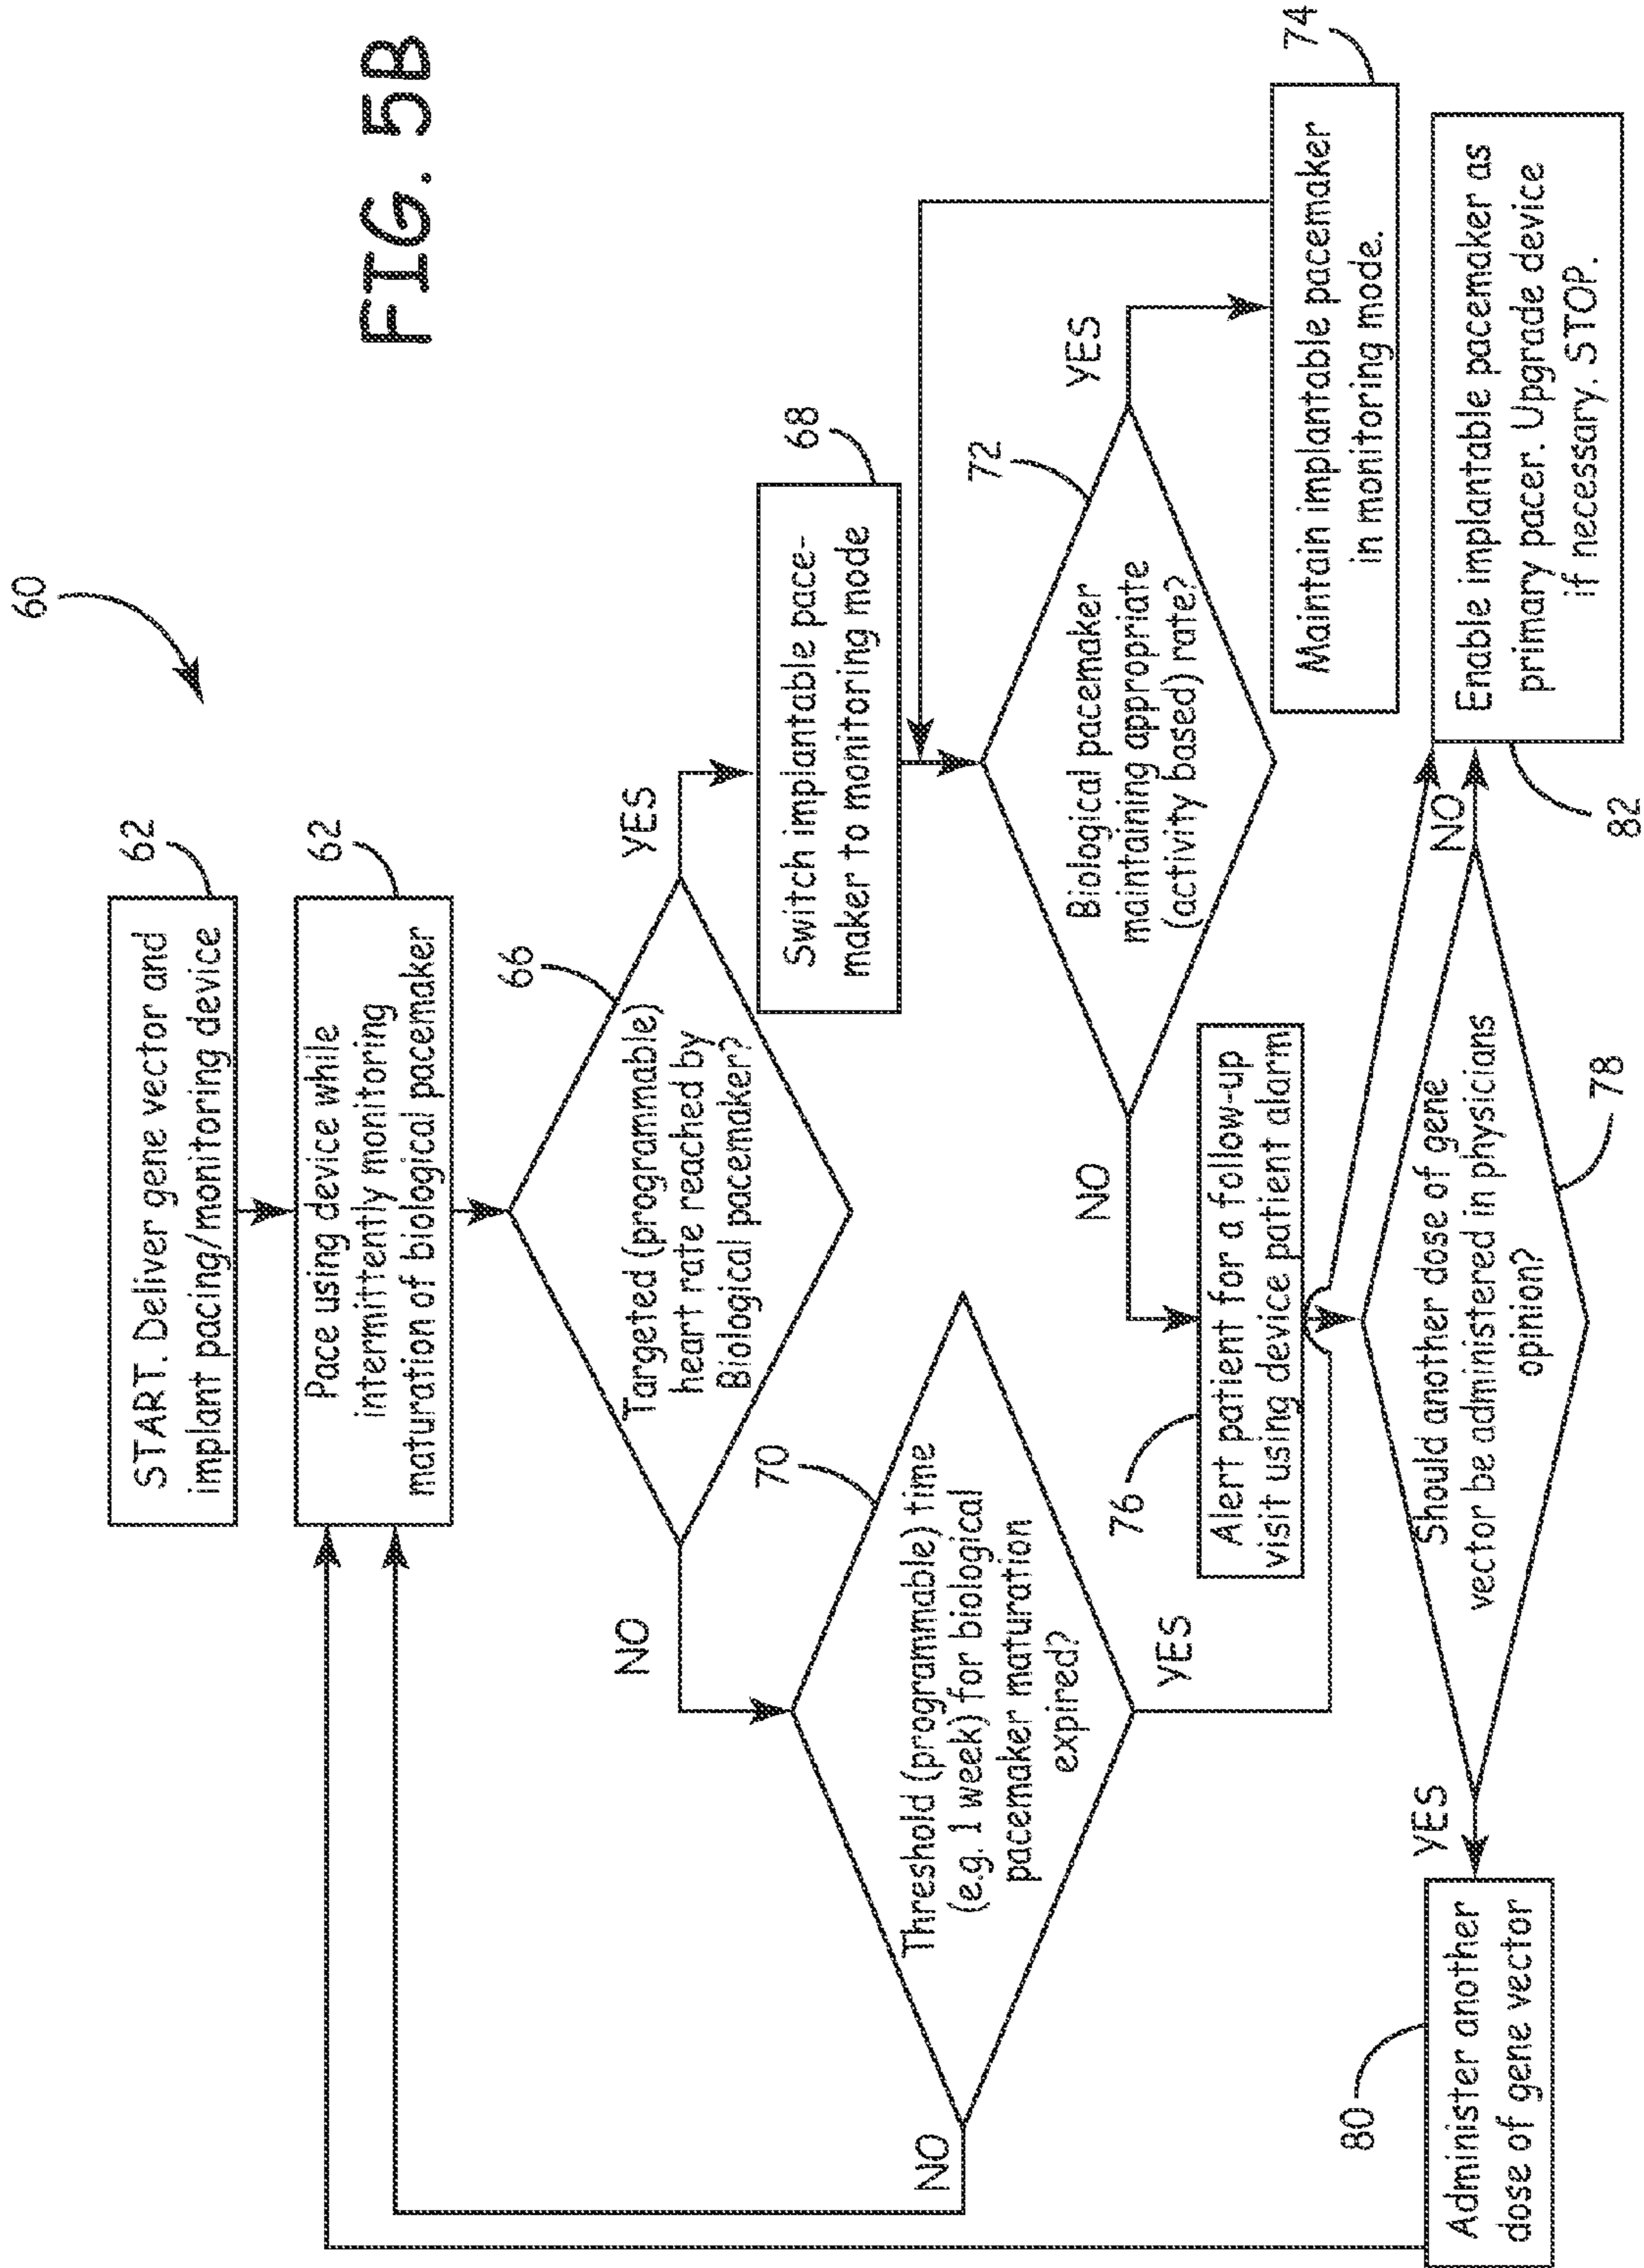 FIG. 5B
60
START. Deliver gene vector and
implant pacing/monitoring device
62
Pace using device while
intermittently monitoring
maturation of biological pacemaker
62
Targeted (programmable)
heart rate reached by
Biological pacemaker?
66
YES
NO
Switch implantable pace-
maker to monitoring mode
68
Threshold (programmable) time
(e.g. 1 week) for biological
pacemaker maturation
expired?
70
NO
YES
Biological pacemaker
maintaining appropriate
(activity based) rate?
72
YES
NO
Maintain implantable pacemaker
in monitoring mode.
74
Alert patient for a follow-up
visit using device patient alarm
76
Should another dose of gene
vector be administered in physicians
opinion?
78
YES
NO
Administer another
dose of gene vector
80
Enable implantable pacemaker as
primary pacer. Upgrade device
if necessary. STOP.
82